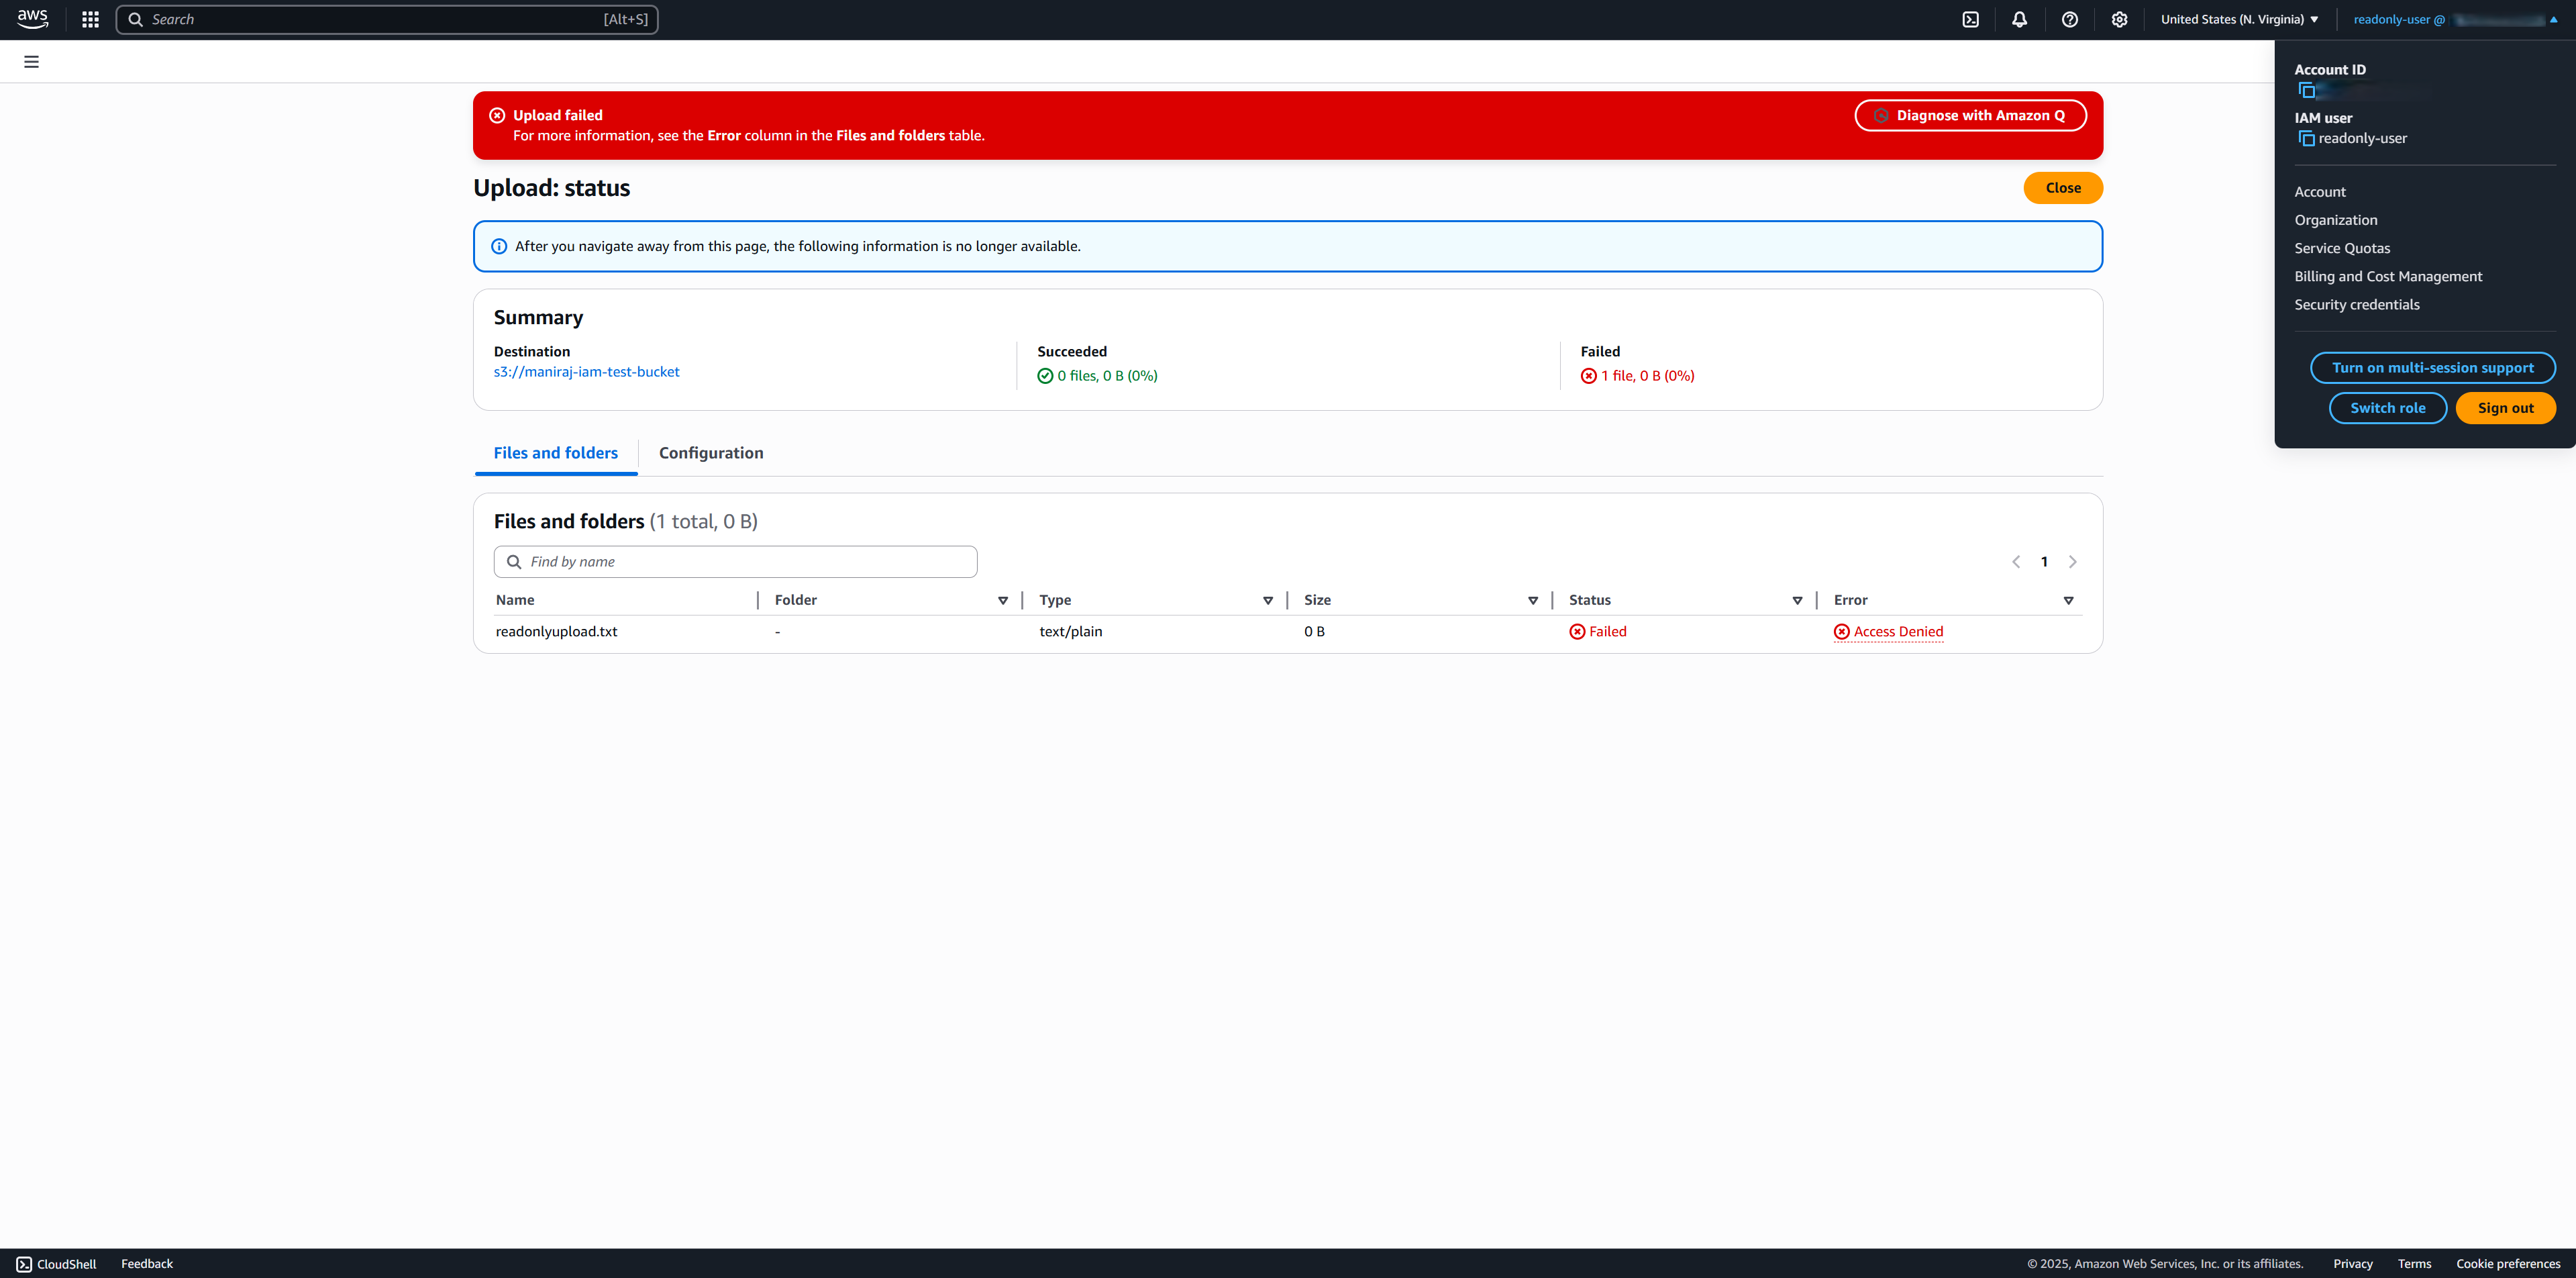 aws
Search [Alt+S]
United States (N. Virginia)
readonly-user @
Account ID
IAM user
readonly-user
Account
Organization
Service Quotas
Billing and Cost Management
Security credentials
Turn on multi-session support
Switch role Sign out
Upload failed
For more information, see the Error column in the Files and folders table.
Diagnose with Amazon Q
Upload: status
Close
After you navigate away from this page, the following information is no longer available.
Summary
Destination
s3://maniraj-iam-test-bucket
Succeeded
0 files, 0 B (0%)
Failed
1 file, 0 B (0%)
Files and folders Configuration
Files and folders (1 total, 0 B)
Find by name
1
Name Folder Type Size Status Error
readonlyupload.txt - text/plain 0 B Failed Access Denied
CloudShell Feedback © 2025, Amazon Web Services, Inc. or its affiliates. Privacy Terms Cookie preferences